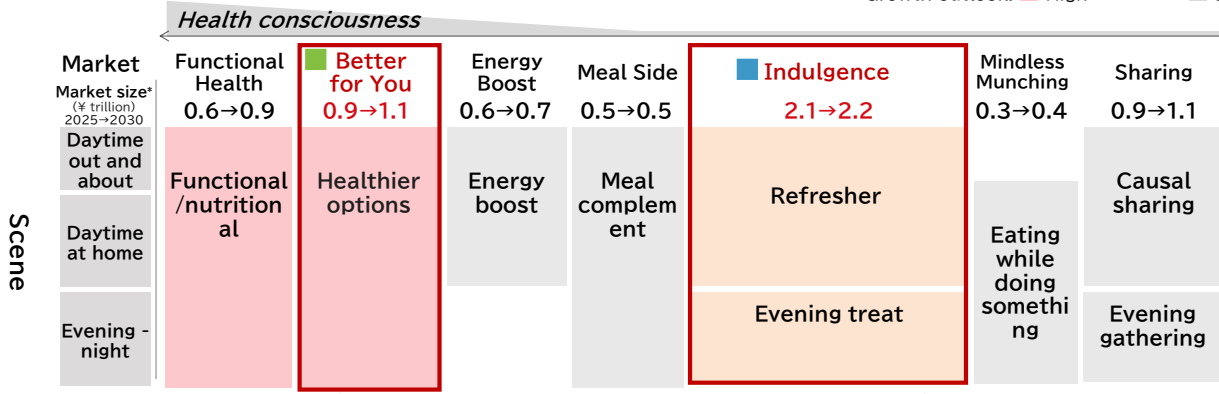 Health consciousness
Market
Market size*
(¥ trillion)
2025→2030
Functional
Health
0.6→0.9
Better
for You
0.9→1.1
Energy
Boost
0.6→0.7
Meal Side
0.5→0.5
Indulgence
2.1→2.2
Mindless
Munching
0.3→0.4
Sharing
0.9→1.1
Scene
Daytime
out and
about
Daytime
at home
Evening -
night
Functional
/nutrition
al
Healthier
options
Energy
boost
Meal
complem
ent
Refresher
Evening treat
Eating
while
doing
somethi
ng
Causal
sharing
Evening
gathering